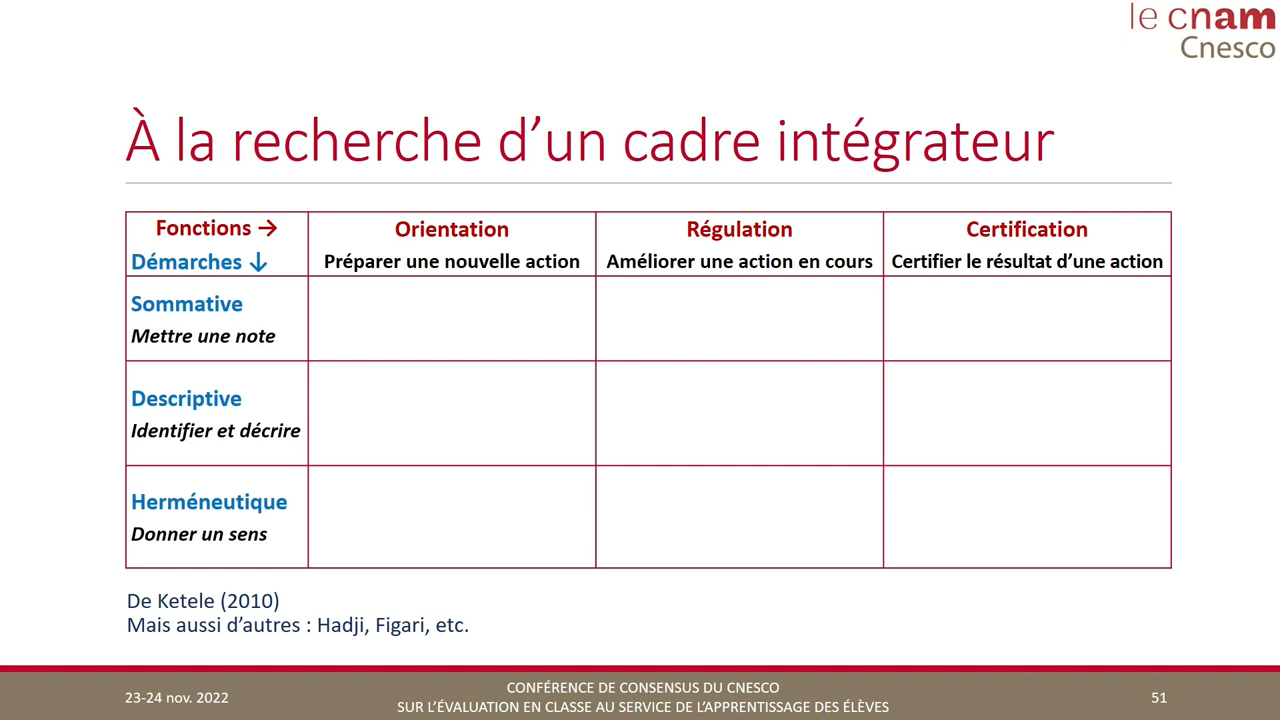 le cnam
Cnesco
À la recherche d’un cadre intégrateur
Fonctions →
Démarches ↓
Orientation
Préparer une nouvelle action
Régulation
Améliorer une action en cours
Certification
Certifier le résultat d’une action
Sommative
Mettre une note
Descriptive
Identifier et décrire
Herméneutique
Donner un sens
De Ketele (2010)
Mais aussi d’autres : Hadji, Figari, etc.
23-24 nov. 2022
CONFÉRENCE DE CONSENSUS DU CNESCO
SUR L’ÉVALUATION EN CLASSE AU SERVICE DE L’APPRENTISSAGE DES ÉLÈVES
51